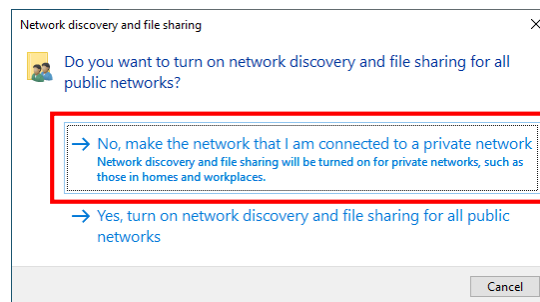 Network discovery and file sharing
Do you want to turn on network discovery and file sharing for all
public networks?
No, make the network that I am connected to a private network
Network discovery and file sharing will be turned on for private networks, such as
those in homes and workplaces.
Yes, turn on network discovery and file sharing for all public
networks
Cancel